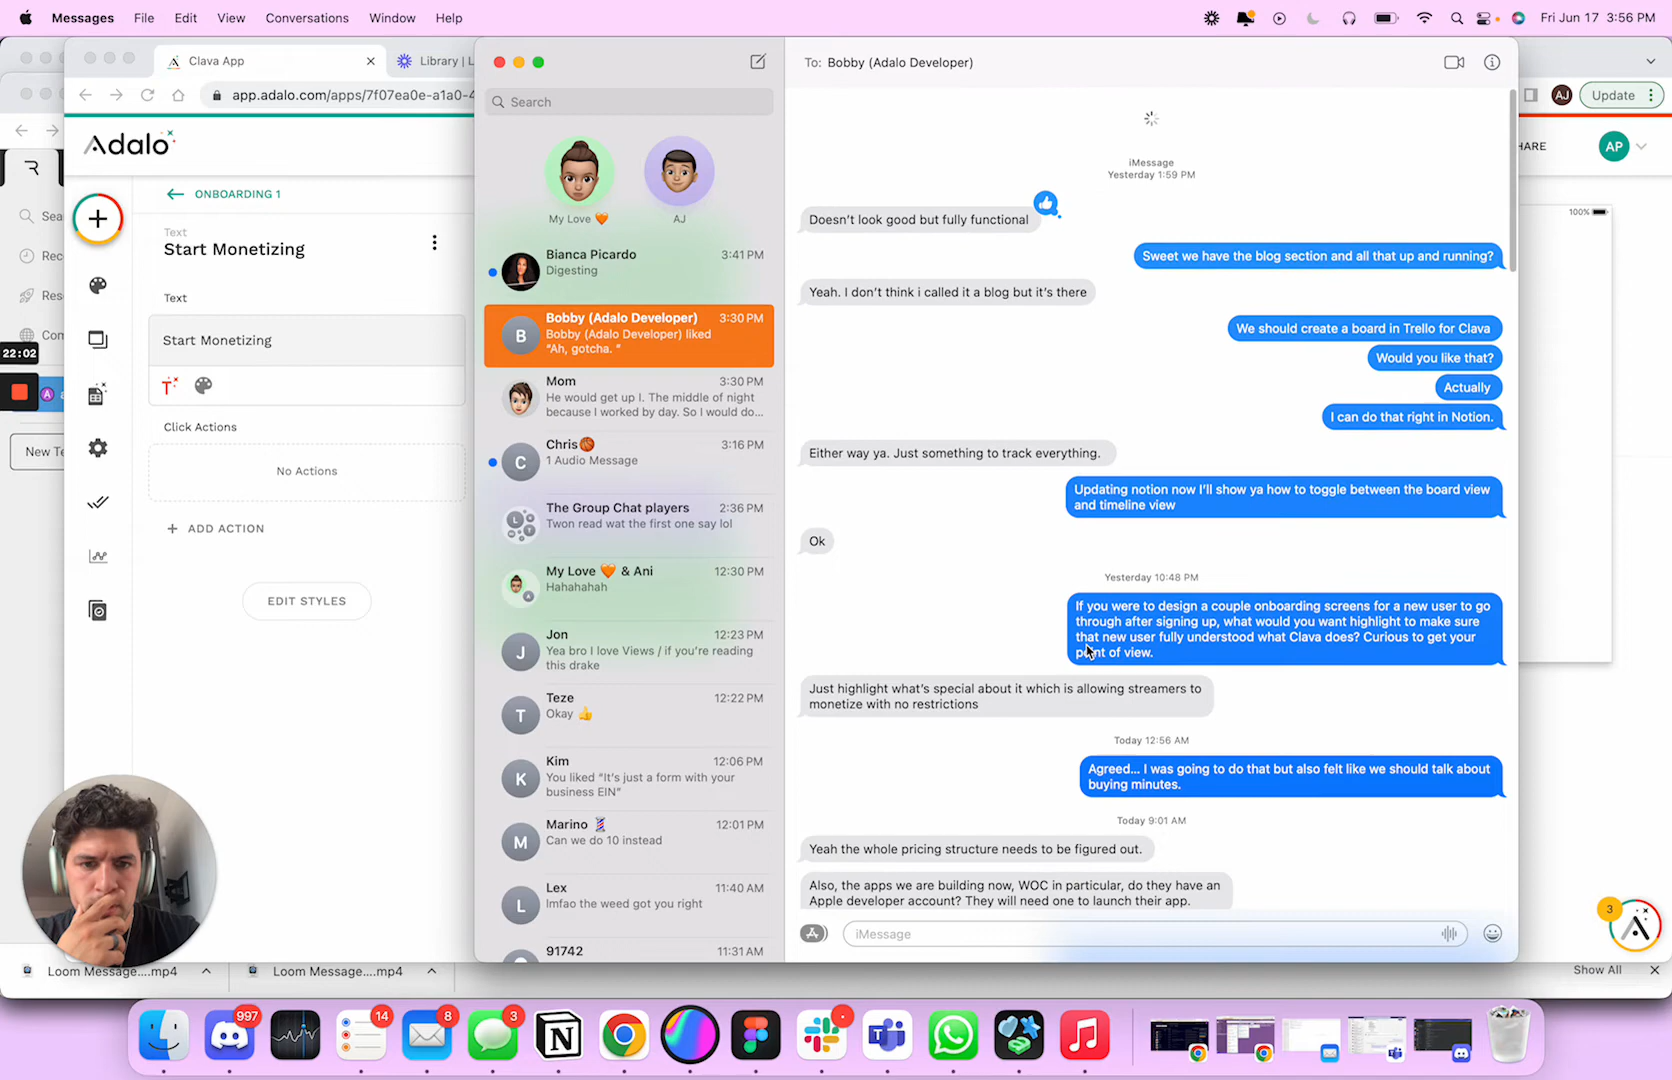 Messages File Edit View Conversations Window Help
Fri Jun 17 3:56 PM
Clava App
Library | L
app.adalo.com/apps/7f07ea0e-a1a0-4
Update
AJ
Adalo
HARE
AP
ONBOARDING 1
Text
Start Monetizing
Text
Start Monetizing
Click Actions
No Actions
+ ADD ACTION
EDIT STYLES
22:02
100%
Sea
Rec
Res
Com
New Te
Search
My Love 🧡
AJ
Bianca Picardo 3:41 PM
Digesting
B
Bobby (Adalo Developer) 3:30 PM
Bobby (Adalo Developer) liked
“Ah, gotcha. ”
Mom 3:30 PM
He would get up I. The middle of night
because I worked by day. So I would do...
C
Chris🏀 3:16 PM
1 Audio Message
The Group Chat players 2:36 PM
Twon read wat the first one say lol
My Love 🧡 & Ani 12:30 PM
Hahahahah
J
Jon 12:23 PM
Yea bro I love Views / if you're reading
this drake
T
Teze 12:22 PM
Okay 👍
K
Kim 12:06 PM
You liked “It's just a form with your
business EIN”
M
Marino 💈 12:01 PM
Can we do 10 instead
L
Lex 11:40 AM
lmfao the weed got you right
91742 11:31 AM
To: Bobby (Adalo Developer)
iMessage
Yesterday 1:59 PM
Doesn't look good but fully functional
Sweet we have the blog section and all that up and running?
Yeah. I don't think i called it a blog but it's there
We should create a board in Trello for Clava
Would you like that?
Actually
I can do that right in Notion.
Either way ya. Just something to track everything.
Updating notion now I'll show ya how to toggle between the board view
and timeline view
Ok
Yesterday 10:48 PM
If you were to design a couple onboarding screens for a new user to go
through after signing up, what would you want highlight to make sure
that new user fully understood what Clava does? Curious to get your
point of view.
Just highlight what's special about it which is allowing streamers to
monetize with no restrictions
Today 12:56 AM
Agreed... I was going to do that but also felt like we should talk about
buying minutes.
Today 9:01 AM
Yeah the whole pricing structure needs to be figured out.
Also, the apps we are building now, WOC in particular, do they have an
Apple developer account? They will need one to launch their app.
iMessage
3
Loom Message....mp4
Loom Message....mp4
Show All
997
14
8
3